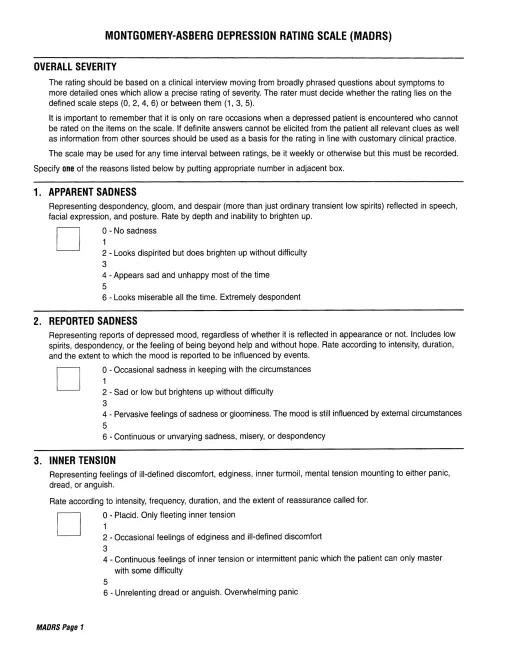 MONTGOMERY-ASBERG DEPRESSION RATING SCALE (MADRS)
OVERALL SEVERITY
The rating should be based on a clinical interview moving from broadly phrased questions about symptoms to
more detailed ones which allow a precise rating of severity. The rater must decide whether the rating lies on the
defined scale steps (0, 2, 4, 6) or between them (1, 3, 5).
It is important to remember that it is only on rare occasions when a depressed patient is encountered who cannot
be rated on the items on the scale. If definite answers cannot be elicited from the patient all relevant clues as well
as information from other sources should be used as a basis for the rating in line with customary clinical practice.
The scale may be used for any time interval between ratings, be it weekly or otherwise but this must be recorded.
Specify one of the reasons listed below by putting appropriate number in adjacent box.
1. APPARENT SADNESS
Representing despondency, gloom, and despair (more than just ordinary transient low spirits) reflected in speech,
facial expression, and posture. Rate by depth and inability to brighten up.
0 - No sadness
1
2 - Looks dispirited but does brighten up without difficulty
3
4 - Appears sad and unhappy most of the time
5
6 - Looks miserable all the time. Extremely despondent
2. REPORTED SADNESS
Representing reports of depressed mood, regardless of whether it is reflected in appearance or not. Includes low
spirits, despondency, or the feeling of being beyond help and without hope. Rate according to intensity, duration,
and the extent to which the mood is reported to be influenced by events.
0 - Occasional sadness in keeping with the circumstances
1
2 - Sad or low but brightens up without difficulty
3
4 - Pervasive feelings of sadness or gloominess. The mood is still influenced by external circumstances
5
6 - Continuous or unvarying sadness, misery, or despondency
3. INNER TENSION
Representing feelings of ill-defined discomfort, edginess, inner turmoil, mental tension mounting to either panic,
dread, or anguish.
Rate according to intensity, frequency, duration, and the extent of reassurance called for.
0 - Placid. Only fleeting inner tension
1
2 - Occasional feelings of edginess and ill-defined discomfort
3
4 - Continuous feelings of inner tension or intermittent panic which the patient can only master
with some difficulty
5
6 - Unrelenting dread or anguish. Overwhelming panic
MADRS Page 1